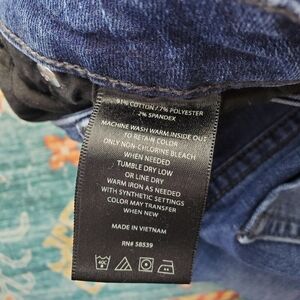 91% COTTON / 7% POLYESTER
2% SPANDEX
MACHINE WASH WARM INSIDE OUT
TO RETAIN COLOR
ONLY NON-CHLORINE BLEACH
WHEN NEEDED
TUMBLE DRY LOW
OR LINE DRY
WARM IRON AS NEEDED
WITH SYNTHETIC SETTINGS
COLOR MAY TRANSFER
WHEN NEW
MADE IN VIETNAM
RN# 58539